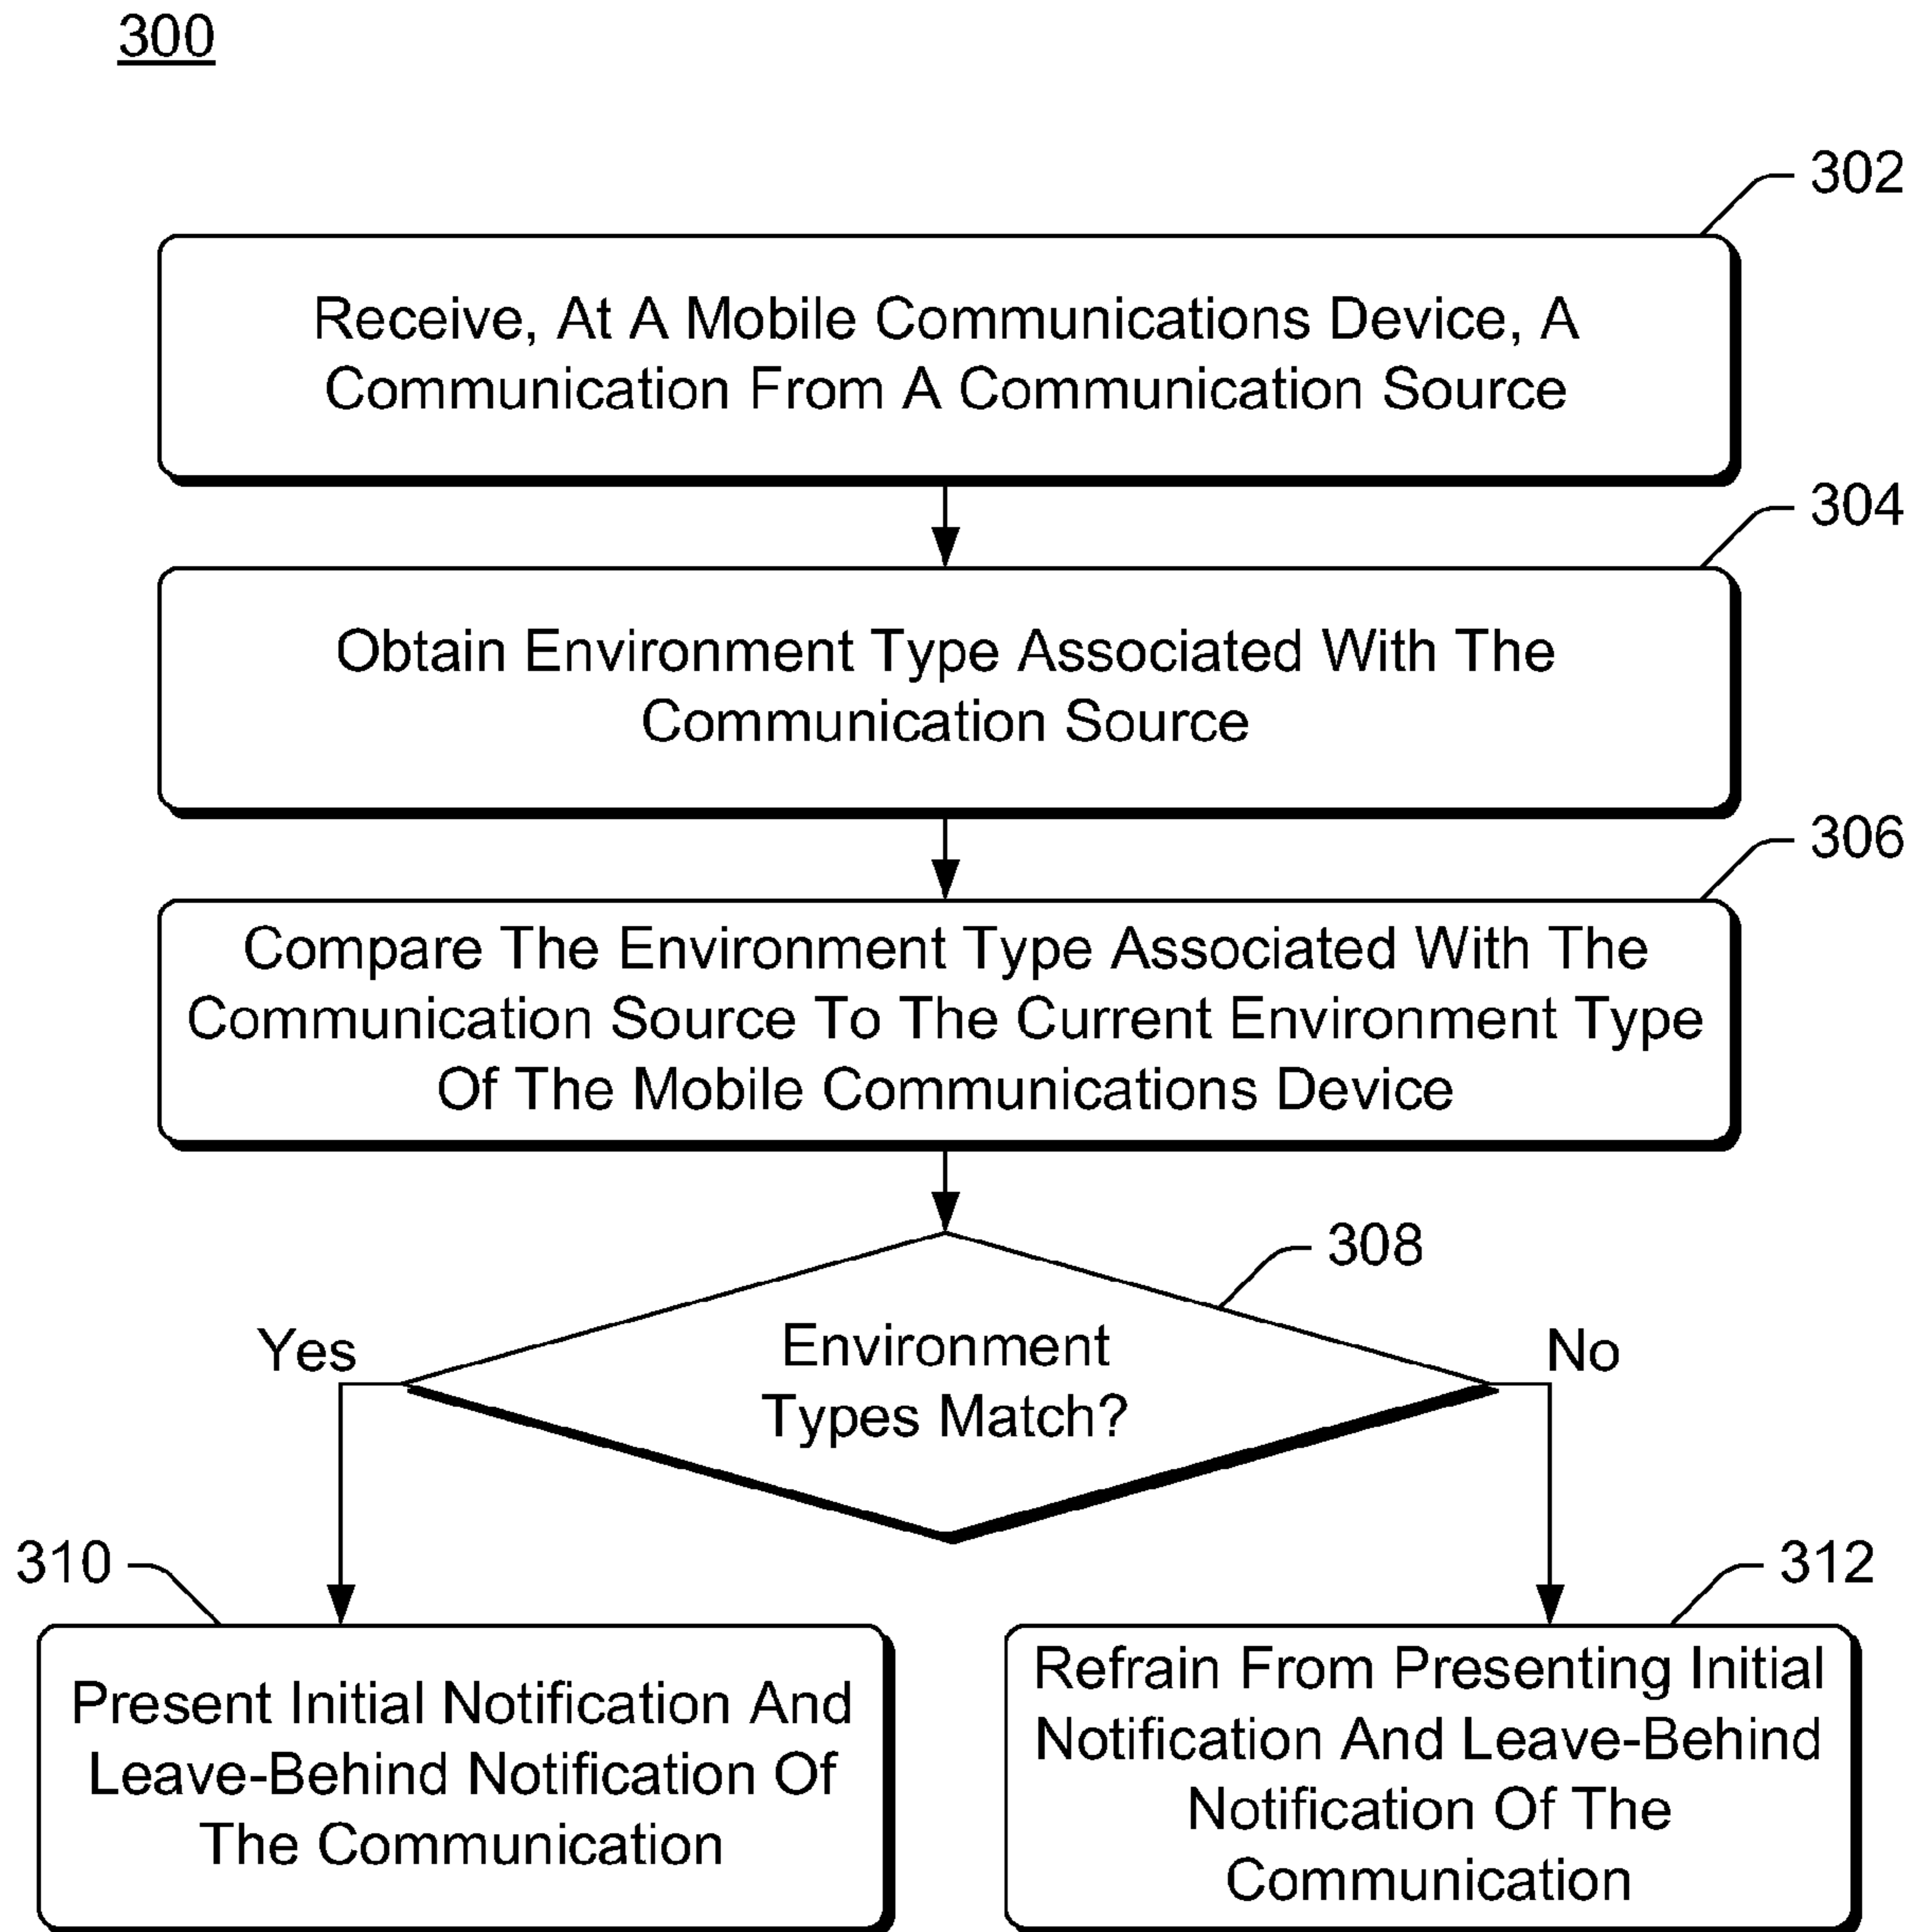 300
302
Receive, At A Mobile Communications Device, A
Communication From A Communication Source
304
Obtain Environment Type Associated With The
Communication Source
306
Compare The Environment Type Associated With The
Communication Source To The Current Environment Type
Of The Mobile Communications Device
308
Environment
Types Match?
Yes
No
310
Present Initial Notification And
Leave-Behind Notification Of
The Communication
312
Refrain From Presenting Initial
Notification And Leave-Behind
Notification Of The
Communication